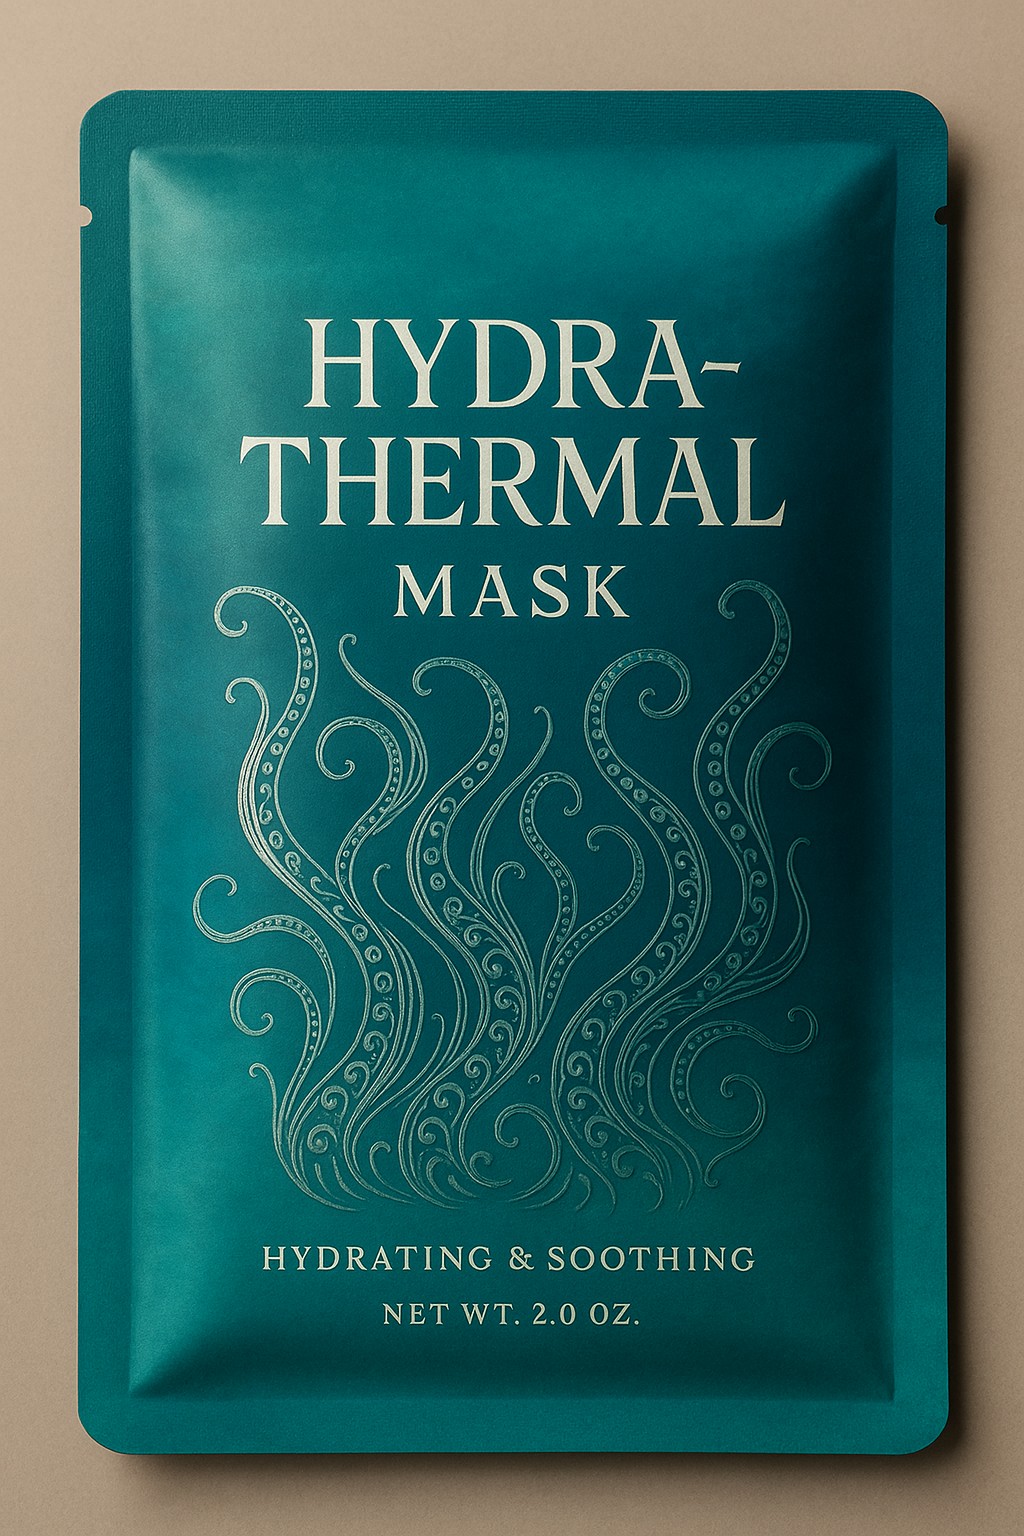 HYDRA-
THERMAL
MASK
HYDRATING & SOOTHING
NET WT. 2.0 OZ.